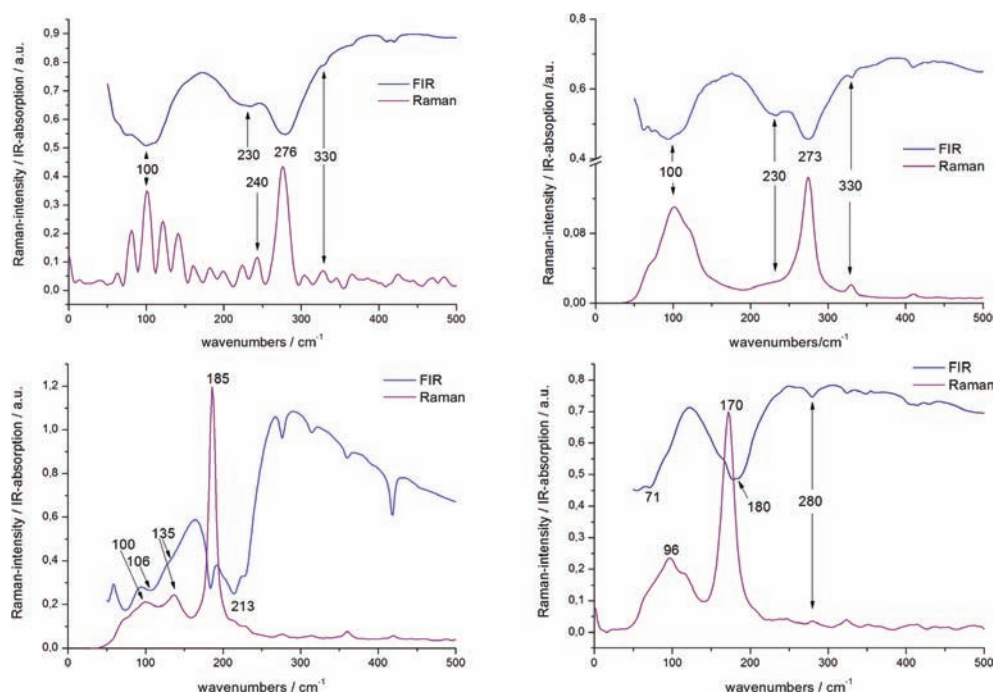 Raman-intensity / IR-absorption / a.u.
0,9
0,8
0,7
0,6
0,5
0,4
0,3
0,2
0,1
0,0
FIR
Raman
100
230
276
330
240
0 100 200 300 400 500
wavenumbers / cm⁻¹
Raman-intensity / IR-absoption / a.u.
0,8
0,6
0,4
0,08
0,00
FIR
Raman
100
230
273
330
0 100 200 300 400 500
wavenumbers/cm⁻¹
Raman-intensity / IR-absorption / a.u.
1,2
1,0
0,8
0,6
0,4
0,2
0,0
185
FIR
Raman
100
106
135
213
0 100 200 300 400 500
wavenumbers / cm⁻¹
Raman-intensity / IR-absorption / a.u.
0,8
0,7
0,6
0,5
0,4
0,3
0,2
0,1
0,0
170
FIR
Raman
71
180
280
96
0 100 200 300 400 500
wavenumbers / cm⁻¹